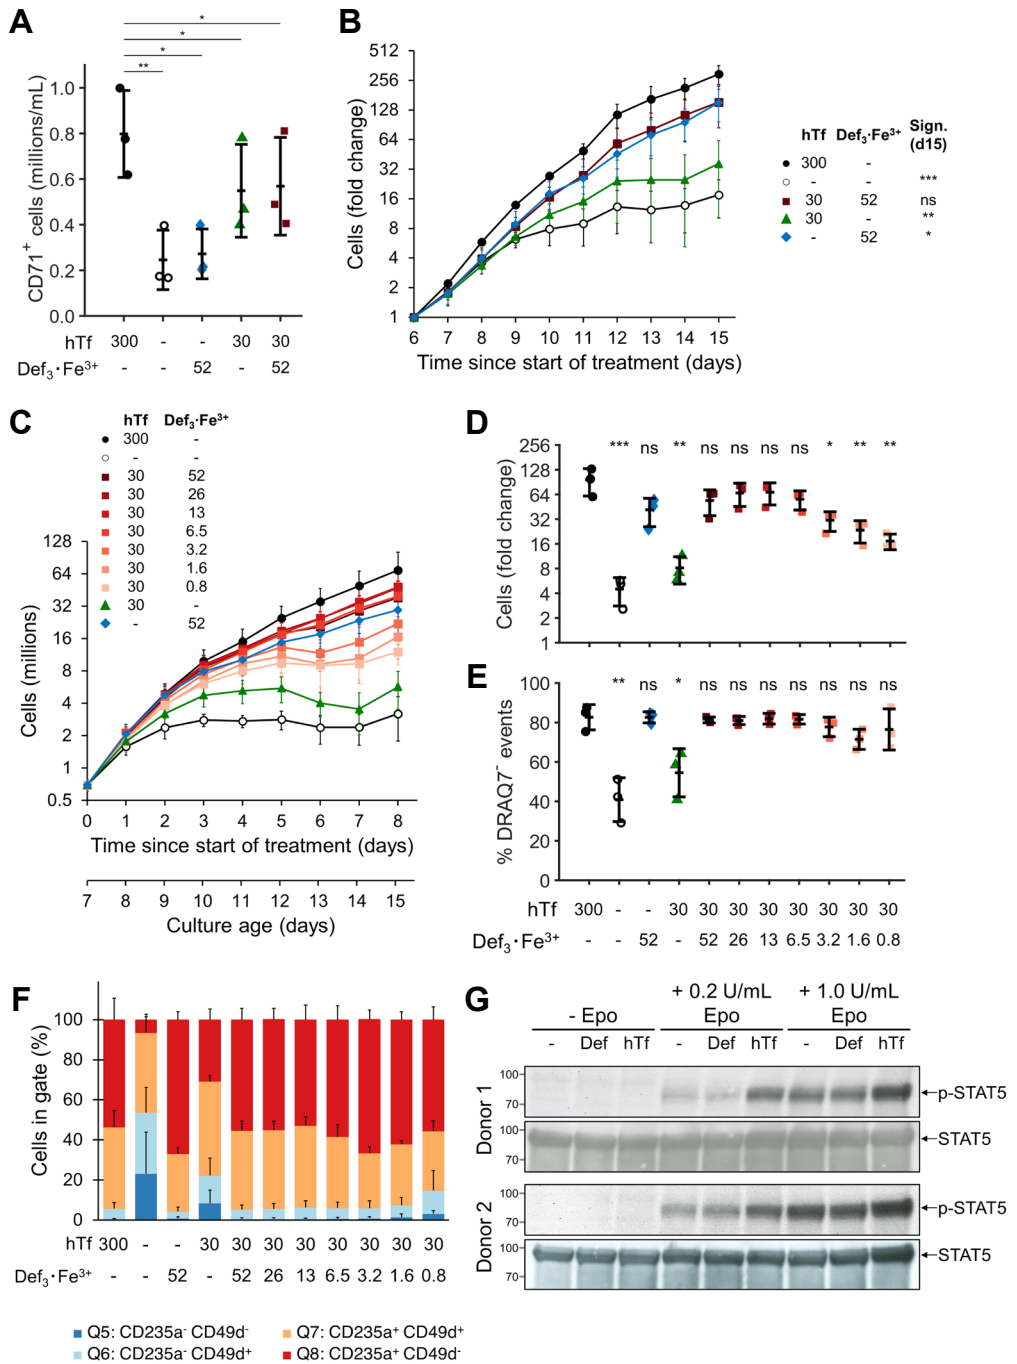 A
*
*
*
**
CD71+ cells (millions/mL)
1.0
0.8
0.6
0.4
0.2
0.0
hTf 300 - - 30 30
Def3·Fe3+ - - 52 - 52
B
Cells (fold change)
512
256
128
64
32
16
8
4
2
1
6 7 8 9 10 11 12 13 14 15
Time since start of treatment (days)
hTf Def3·Fe3+ Sign. (d15)
300 -
- - ***
30 52 ns
30 - **
- 52 *
C
hTf Def3·Fe3+
300 -
- -
30 52
30 26
30 13
30 6.5
30 3.2
30 1.6
30 0.8
30 -
- 52
Cells (millions)
128
64
32
16
8
4
2
1
0.5
0 1 2 3 4 5 6 7 8
Time since start of treatment (days)
7 8 9 10 11 12 13 14 15
Culture age (days)
D
Cells (fold change)
256
128
64
32
16
8
4
2
1
*** ns ** ns ns ns ns * ** **
E
% DRAQ7- events
100
80
60
40
20
0
** ns * ns ns ns ns ns ns ns
hTf 300 - - 30 30 30 30 30 30 30 30
Def3·Fe3+ - - 52 - 52 26 13 6.5 3.2 1.6 0.8
F
Cells in gate (%)
100
80
60
40
20
0
hTf 300 - - 30 30 30 30 30 30 30 30
Def3·Fe3+ - - 52 - 52 26 13 6.5 3.2 1.6 0.8
Q5: CD235a- CD49d-
Q6: CD235a- CD49d+
Q7: CD235a+ CD49d+
Q8: CD235a+ CD49d-
G
+ 0.2 U/mL + 1.0 U/mL
- Epo Epo Epo
- Def hTf - Def hTf - Def hTf
Donor 1
100-
70-
p-STAT5
100-
70-
STAT5
Donor 2
100-
70-
p-STAT5
100-
70-
STAT5